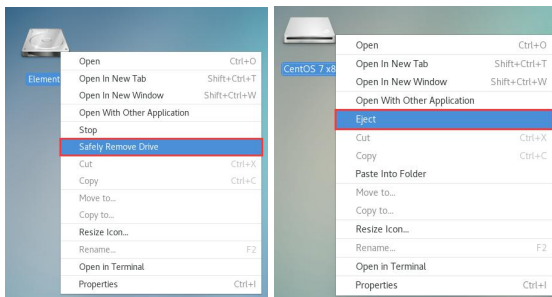 Element
Open Ctrl+O
Open In New Tab Shift+Ctrl+T
Open In New Window Shift+Ctrl+W
Open With Other Application
Stop
Safely Remove Drive
Cut Ctrl+X
Copy Ctrl+C
Move to...
Copy to...
Resize Icon...
Rename... F2
Open in Terminal
Properties Ctrl+I
CentOS 7 x8
Open Ctrl+O
Open In New Tab Shift+Ctrl+T
Open In New Window Shift+Ctrl+W
Open With Other Application
Eject
Cut Ctrl+X
Copy Ctrl+C
Paste Into Folder
Move to...
Copy to...
Resize Icon...
Rename... F2
Open in Terminal
Properties Ctrl+I